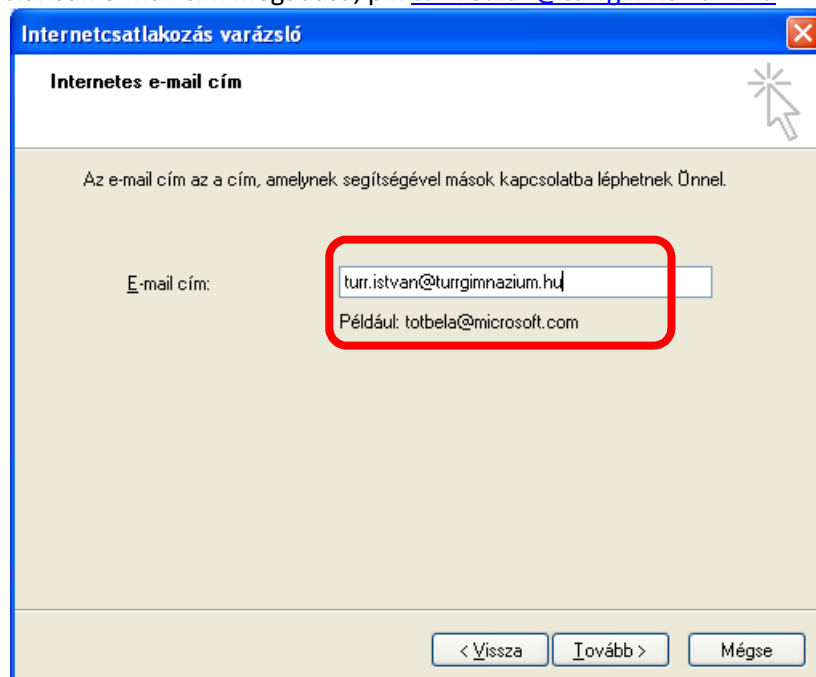 Internetcsatlakozás varázsló
Internetes e-mail cím
Az e-mail cím az a cím, amelynek segítségével mások kapcsolatba léphetnek Önnel.
E-mail cím: turr.istvan@turrgimnazium.hu
Például: totbela@microsoft.com
< Vissza Tovább > Mégse